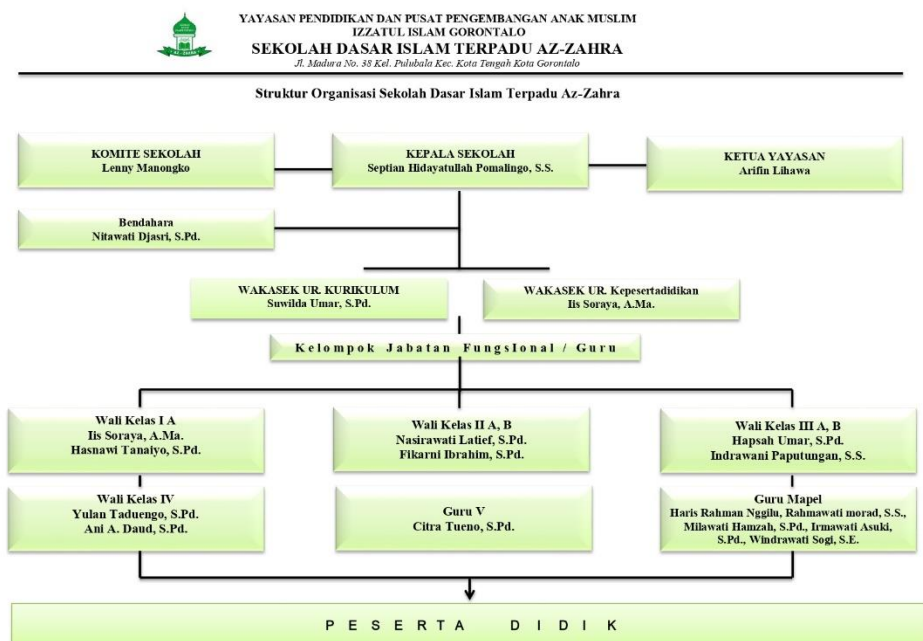 YAYASAN PENDIDIKAN DAN PUSAT PENGEMBANGAN ANAK MUSLIM
IZZATUL ISLAM GORONTALO
SEKOLAH DASAR ISLAM TERPADU AZ-ZAHRA
Jl. Madura No. 38 Kel. Pulubala Kec. Kota Tengah Kota Gorontalo
AZ-ZAHRA
Struktur Organisasi Sekolah Dasar Islam Terpadu Az-Zahra
KOMITE SEKOLAH
Lenny Manongko
KEPALA SEKOLAH
Septian Hidayatullah Pomalingo, S.S.
KETUA YAYASAN
Arifin Lihawa
Bendahara
Nitawati Djasri, S.Pd.
WAKASEK UR. KURIKULUM
Suwilda Umar, S.Pd.
WAKASEK UR. Kepesertadidikan
Iis Soraya, A.Ma.
Kelompok Jabatan FungsIonal / Guru
Wali Kelas I A
Iis Soraya, A.Ma.
Hasnawi Tanaiyo, S.Pd.
Wali Kelas II A, B
Nasirawati Latief, S.Pd.
Fikarni Ibrahim, S.Pd.
Wali Kelas III A, B
Hapsah Umar, S.Pd.
Indrawani Paputungan, S.S.
Wali Kelas IV
Yulan Taduengo, S.Pd.
Ani A. Daud, S.Pd.
Guru V
Citra Tueno, S.Pd.
Guru Mapel
Haris Rahman Nggilu, Rahmawati morad, S.S.,
Milawati Hamzah, S.Pd., Irmawati Asuki,
S.Pd., Windrawati Sogi, S.E.
PESERTA DIDIK